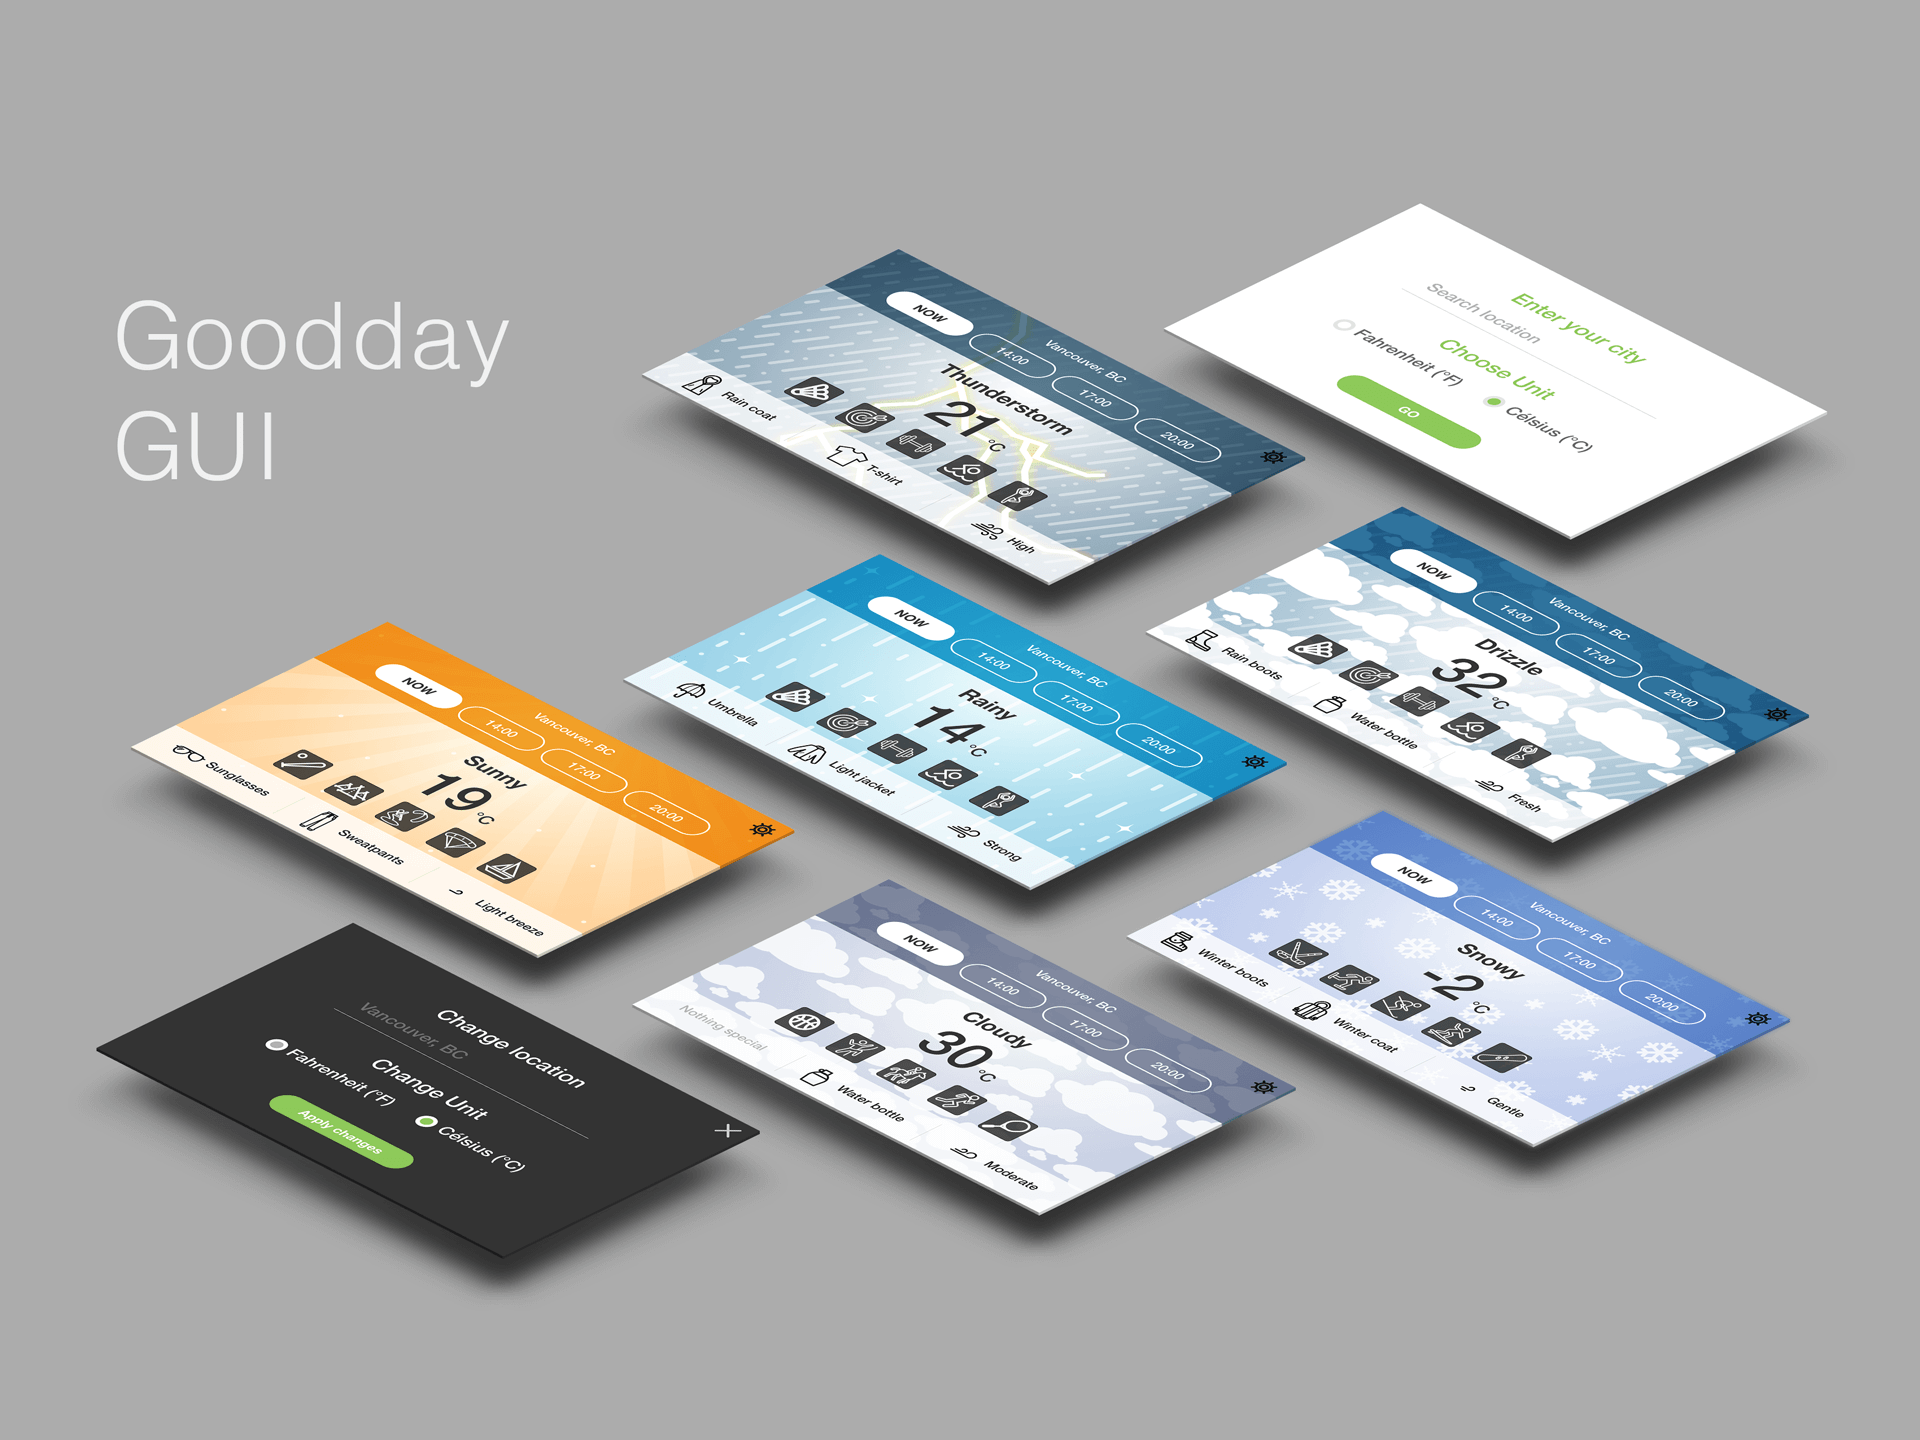 Goodday
GUI
Enter your city
Search location
Choose Unit
Fahrenheit (°F)
Célsius (°C)
GO
Vancouver, BC
NOW
14:00
17:00
20:00
Thunderstorm
21°C
Rain coat
T-shirt
High
Vancouver, BC
NOW
14:00
17:00
20:00
Drizzle
32°C
Rain boots
Water bottle
Fresh
Vancouver, BC
NOW
14:00
17:00
20:00
Rainy
14°C
Umbrella
Light jacket
Strong
Vancouver, BC
NOW
14:00
17:00
20:00
Sunny
19°C
Sunglasses
Sweatpants
Light breeze
Vancouver, BC
NOW
14:00
17:00
20:00
Snowy
-2°C
Winter boots
Winter coat
Gentle
Vancouver, BC
NOW
14:00
17:00
20:00
Cloudy
30°C
Nothing special
Water bottle
Moderate
Change location
Vancouver, BC
Change Unit
Fahrenheit (°F)
Célsius (°C)
Apply changes